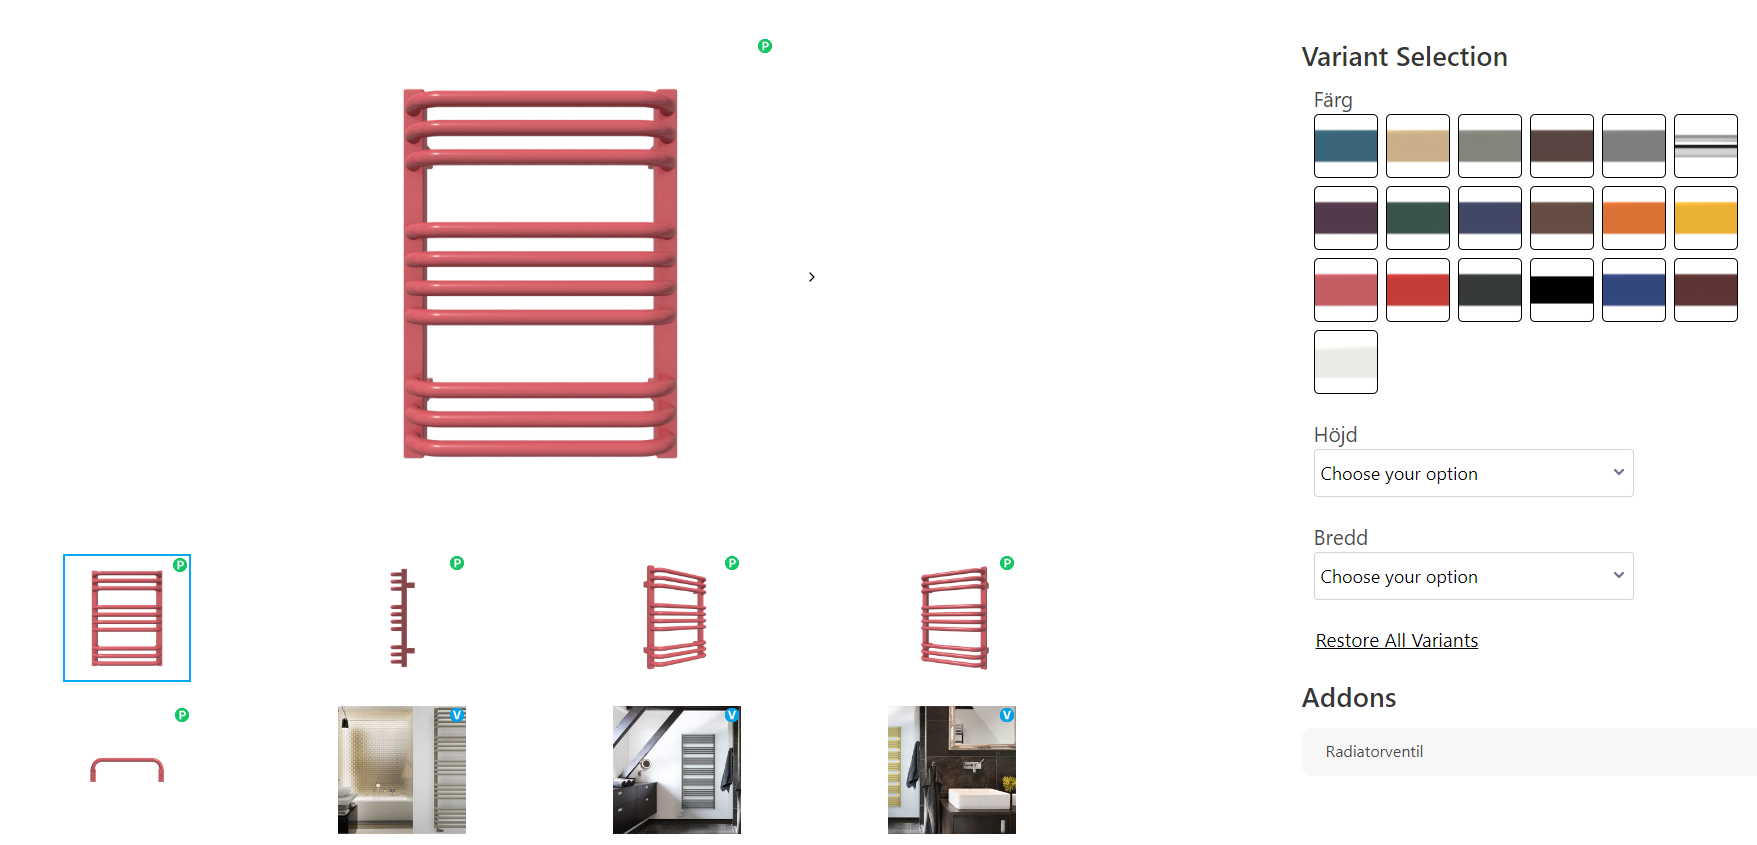 P
Variant Selection
Färg
Höjd
Choose your option
Bredd
Choose your option
Restore All Variants
Addons
Radiatorventil
P
P
P
P
P
V
V
V